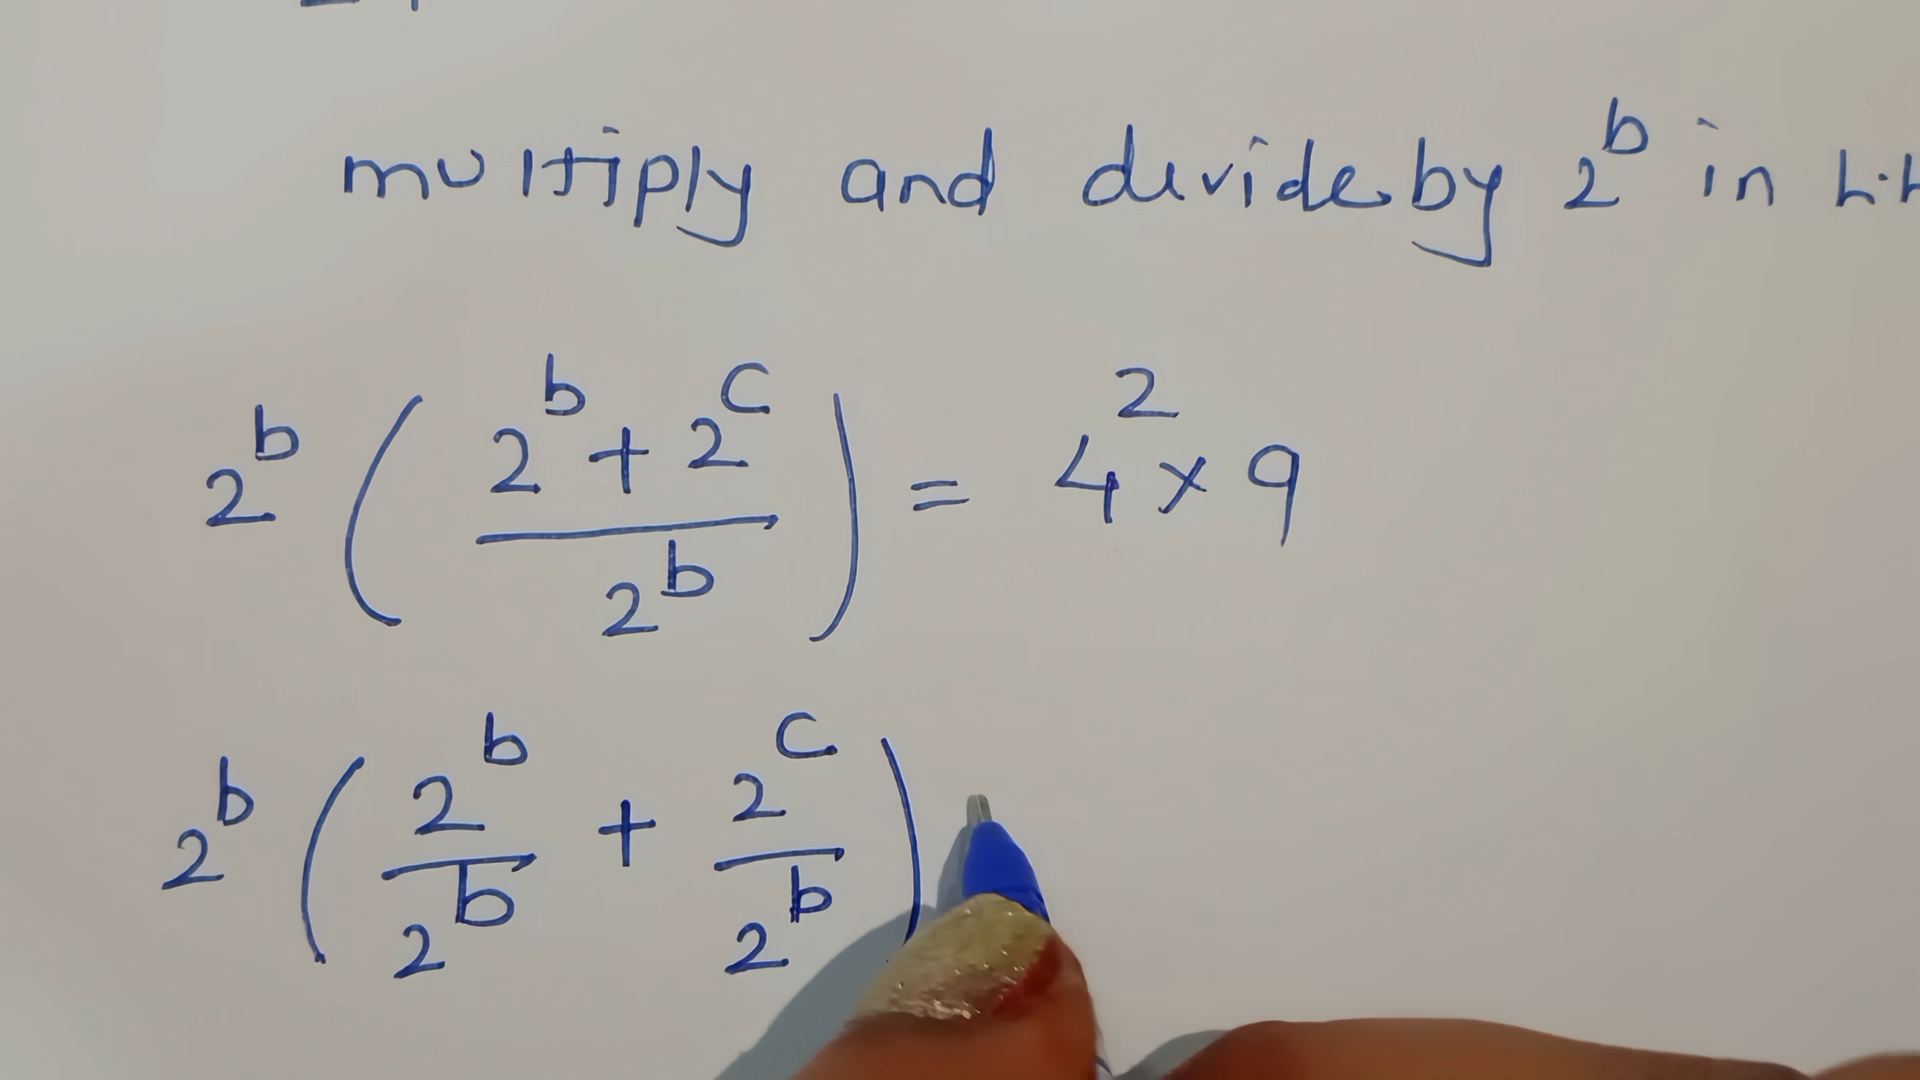 multiply and divide by 2^b in L.H
2^b ( (2^b + 2^c) / 2^b ) = 4^2 × 9
2^b ( 2^b / 2^b + 2^c / 2^b )